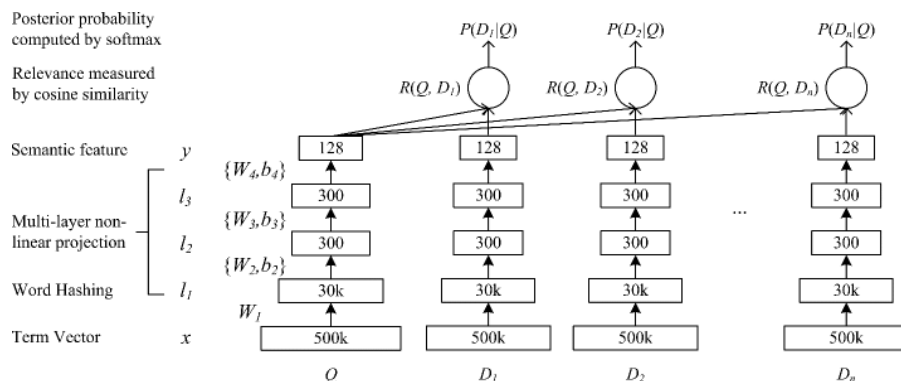 Posterior probability
computed by softmax
P(D1|Q) P(D2|Q) P(Dn|Q)
Relevance measured
by cosine similarity
R(Q, D1) R(Q, D2) R(Q, Dn)
Semantic feature y 128 128 128 128
{W4,b4}
l3 300 300 300 300
Multi-layer non-
linear projection
{W3,b3} ...
l2 300 300 300 300
{W2,b2}
Word Hashing l1 30k 30k 30k 30k
W1
Term Vector x 500k 500k 500k 500k
Q D1 D2 Dn